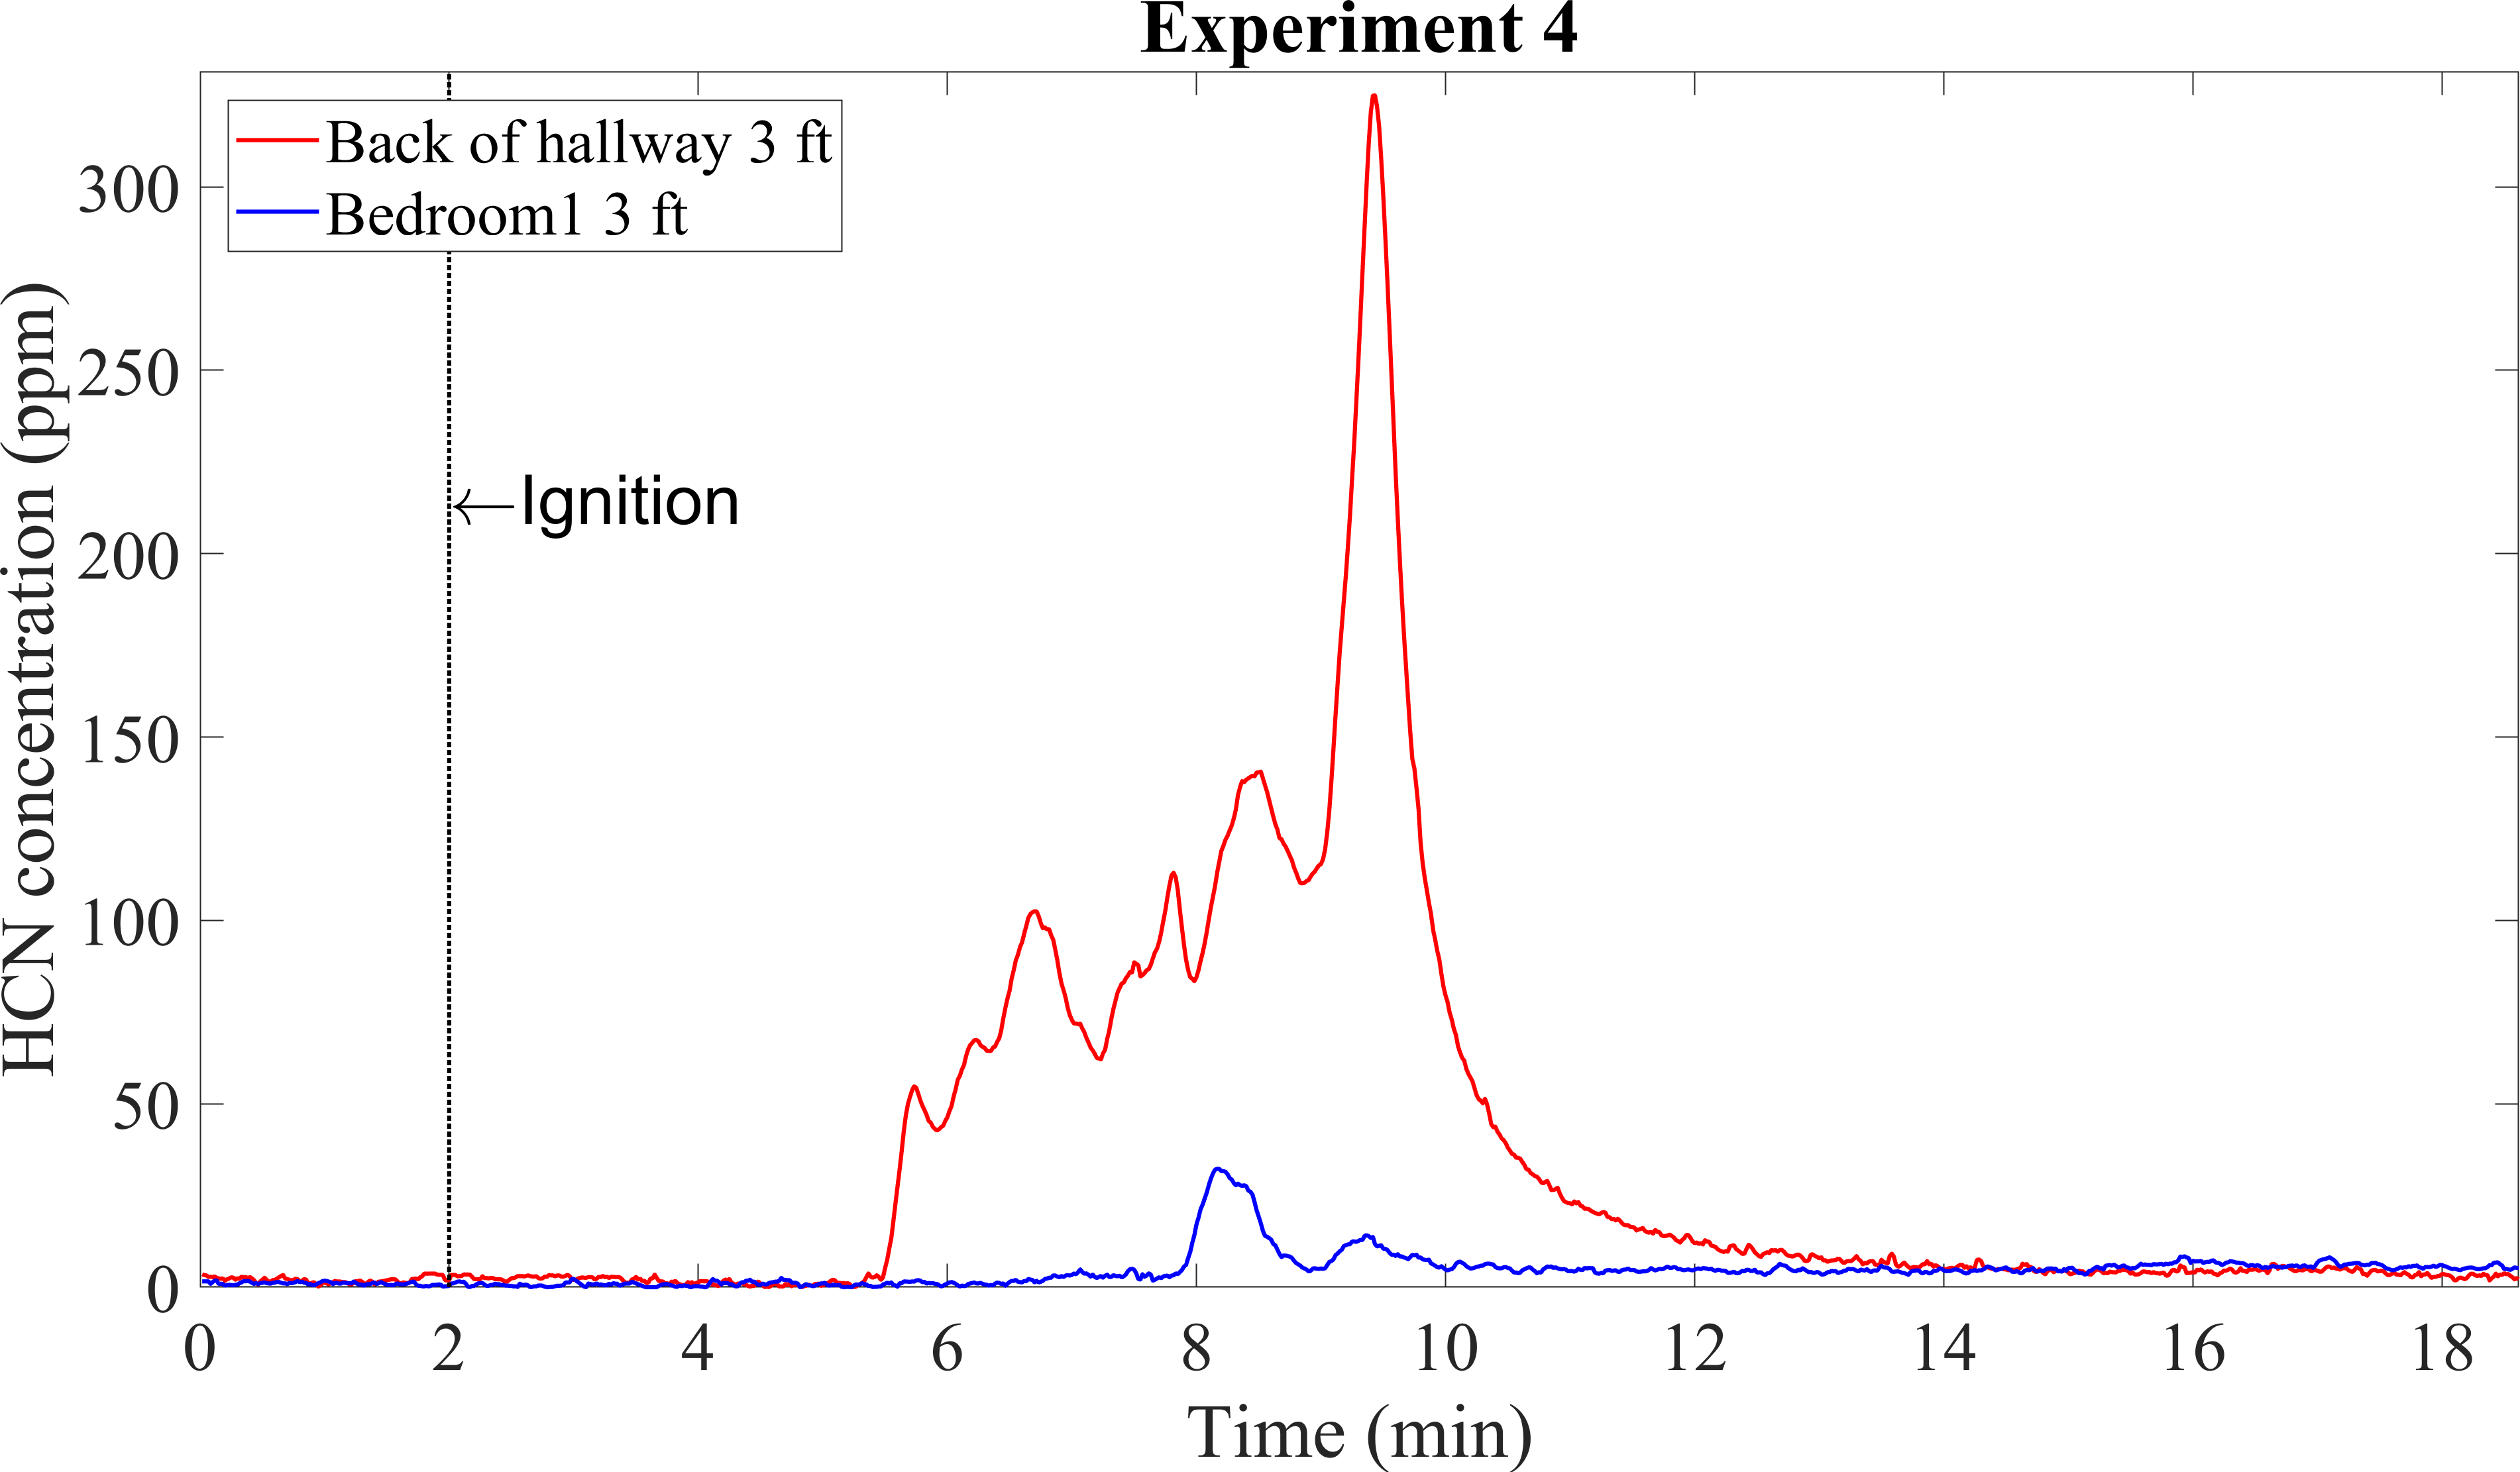 Experiment 4
Back of hallway 3 ft
Bedroom1 3 ft
Ignition
HCN concentration (ppm)
300
250
200
150
100
50
0
0 2 4 6 8 10 12 14 16 18
Time (min)